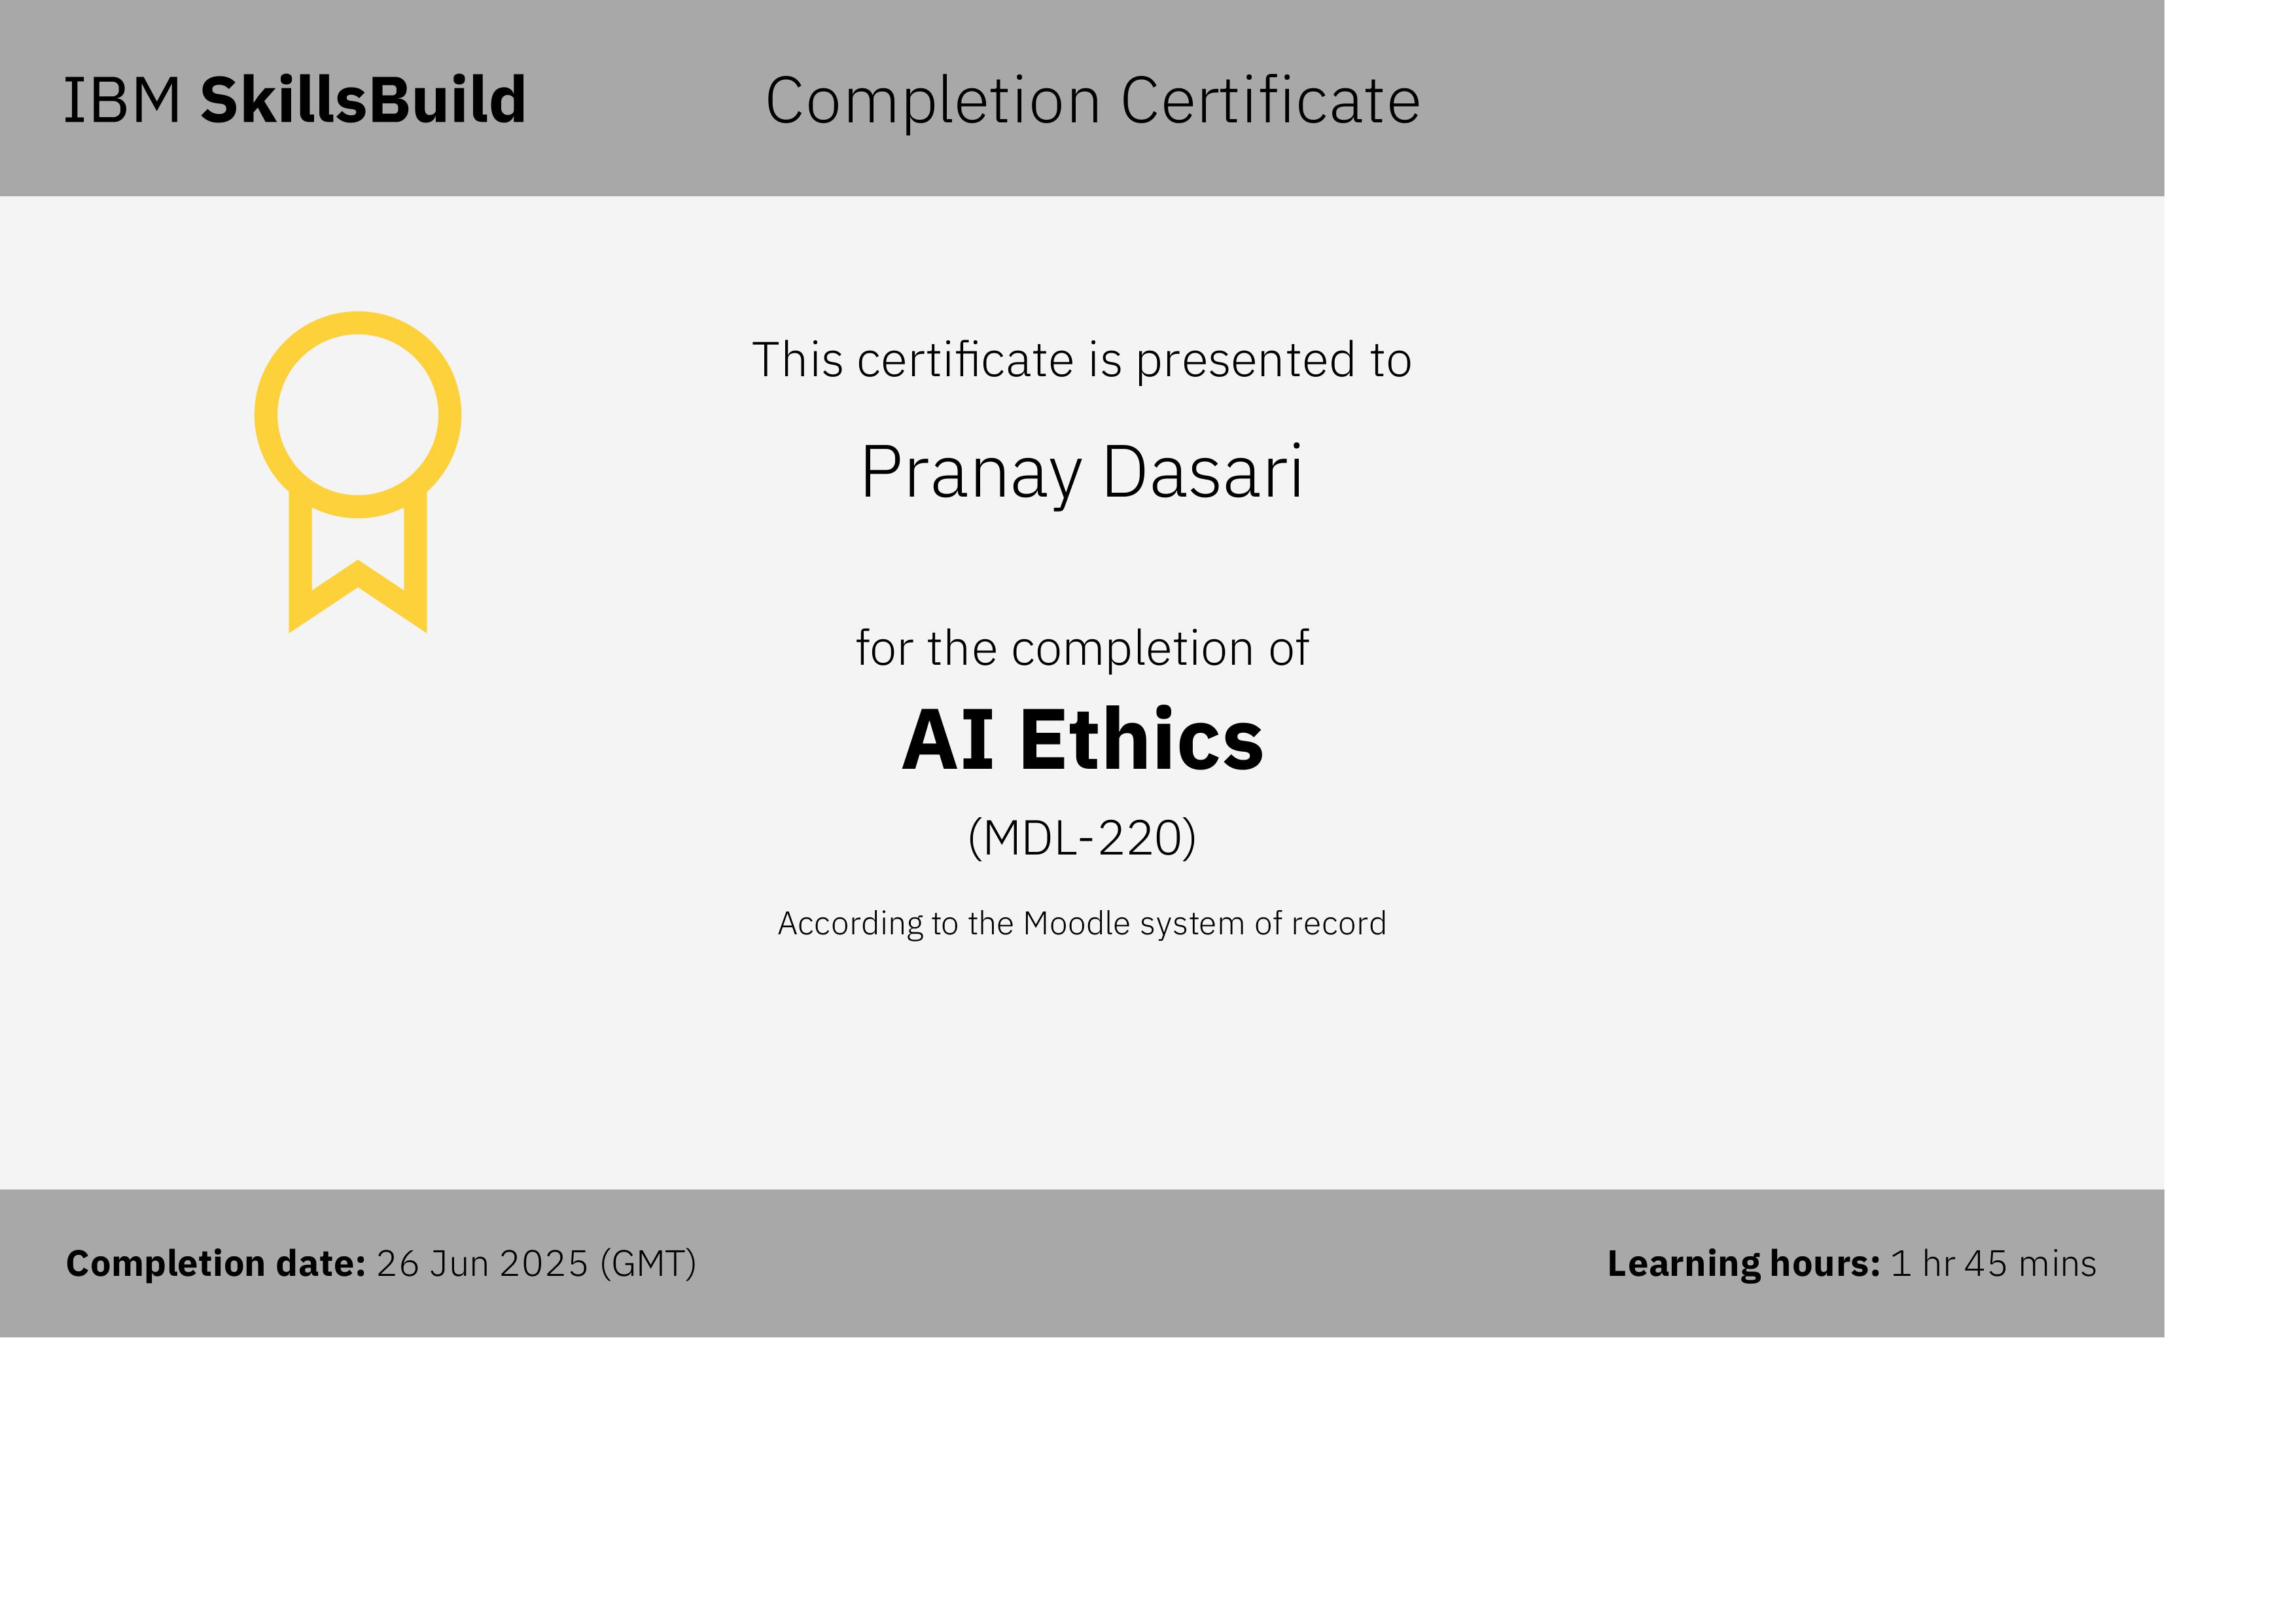 IBM SkillsBuild
Completion Certificate
This certificate is presented to
Pranay Dasari
for the completion of
AI Ethics
(MDL-220)
According to the Moodle system of record
Completion date: 26 Jun 2025 (GMT)
Learning hours: 1 hr 45 mins